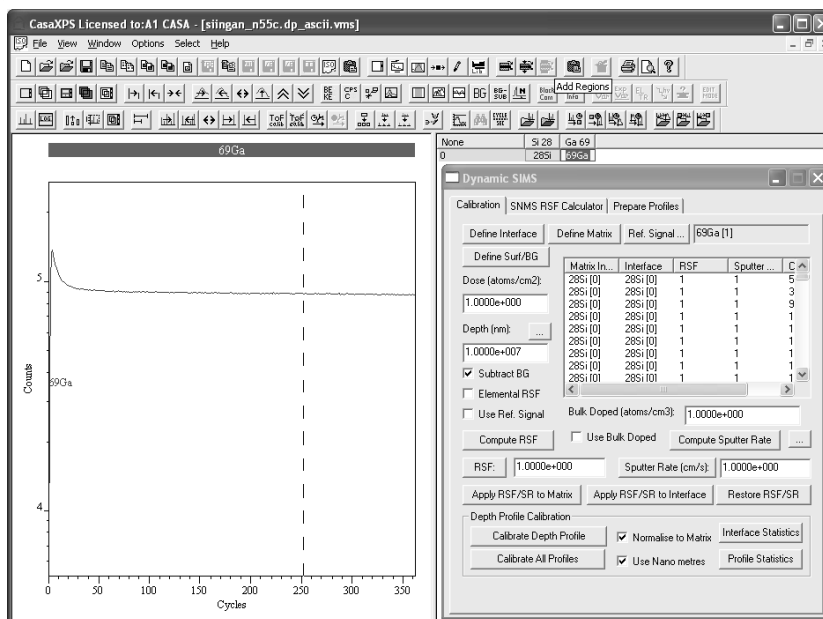 CasaXPS Licensed to:A1 CASA - [siingan_n55c.dp_ascii.vms]
File View Window Options Select Help
Add Regions
69Ga
5
Counts
69Ga
4
0 50 100 150 200 250 300 350
Cycles
None Si 28 Ga 69
0 28Si 69Ga
Dynamic SIMS
Calibration SNMS RSF Calculator Prepare Profiles
Define Interface Define Matrix Ref. Signal ... 69Ga [1]
Define Surf/BG
Matrix In... Interface RSF Sputter ... C
28Si [0] 28Si [0] 1 1 5
28Si [0] 28Si [0] 1 1 3
28Si [0] 28Si [0] 1 1 9
28Si [0] 28Si [0] 1 1 1
28Si [0] 28Si [0] 1 1 1
28Si [0] 28Si [0] 1 1 1
28Si [0] 28Si [0] 1 1 1
28Si [0] 28Si [0] 1 1 1
28Si [0] 28Si [0] 1 1 1
Dose (atoms/cm2):
1.0000e+000
Depth (nm): ...
1.0000e+007
Subtract BG
Elemental RSF
Use Ref. Signal
Bulk Doped (atoms/cm3): 1.0000e+000
Compute RSF Use Bulk Doped Compute Sputter Rate ...
RSF: 1.0000e+000 Sputter Rate (cm/s): 1.0000e+000
Apply RSF/SR to Matrix Apply RSF/SR to Interface Restore RSF/SR
Depth Profile Calibration
Calibrate Depth Profile Normalise to Matrix Interface Statistics
Calibrate All Profiles Use Nano metres Profile Statistics